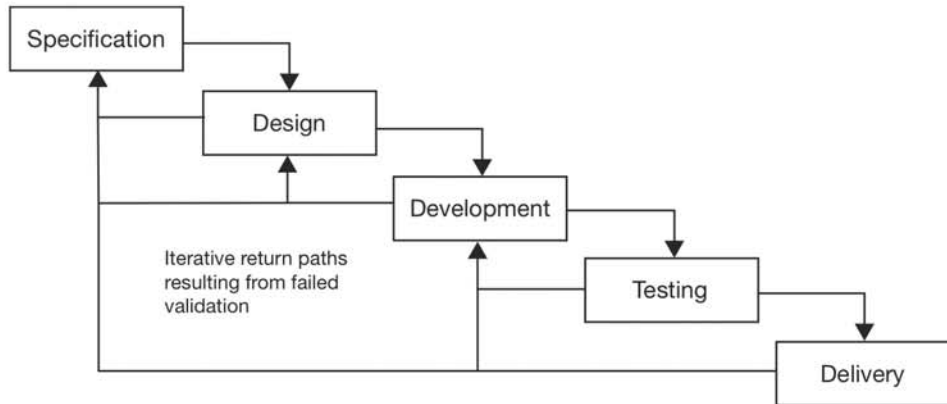 Specification
Design
Development
Iterative return paths
resulting from failed
validation
Testing
Delivery